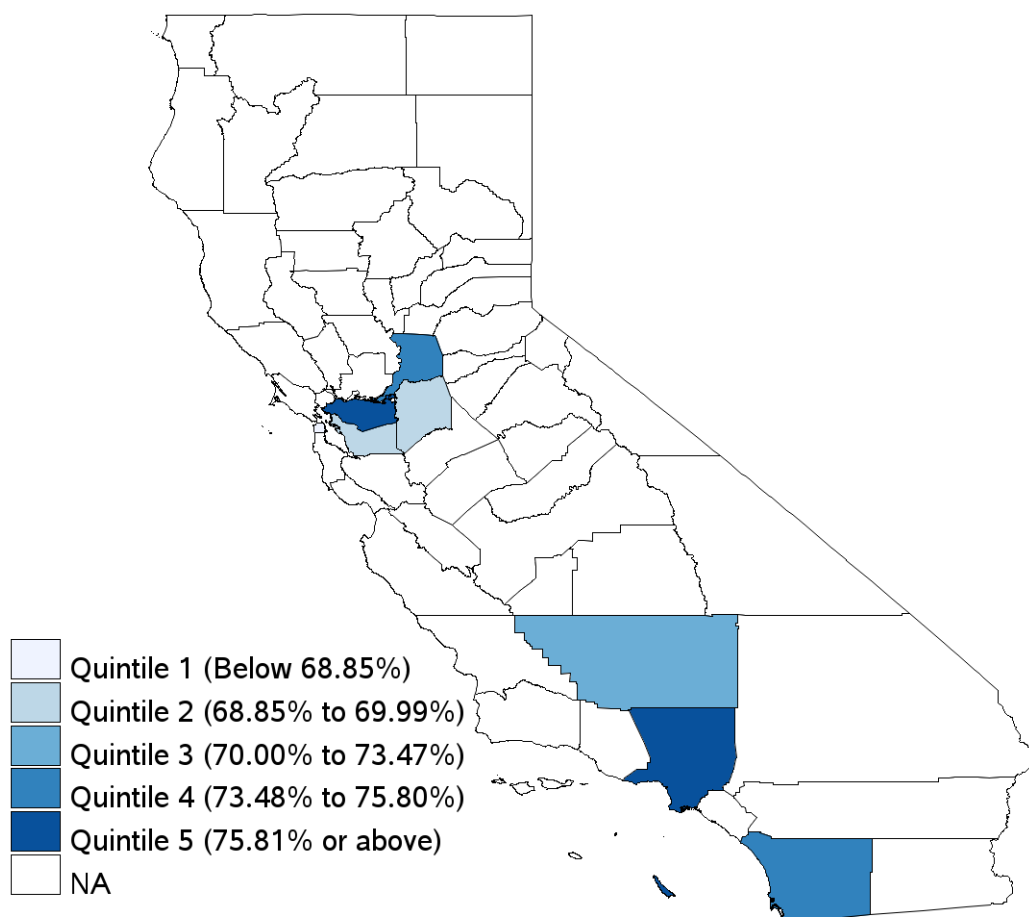 Quintile 1 (Below 68.85%)
Quintile 2 (68.85% to 69.99%)
Quintile 3 (70.00% to 73.47%)
Quintile 4 (73.48% to 75.80%)
Quintile 5 (75.81% or above)
NA